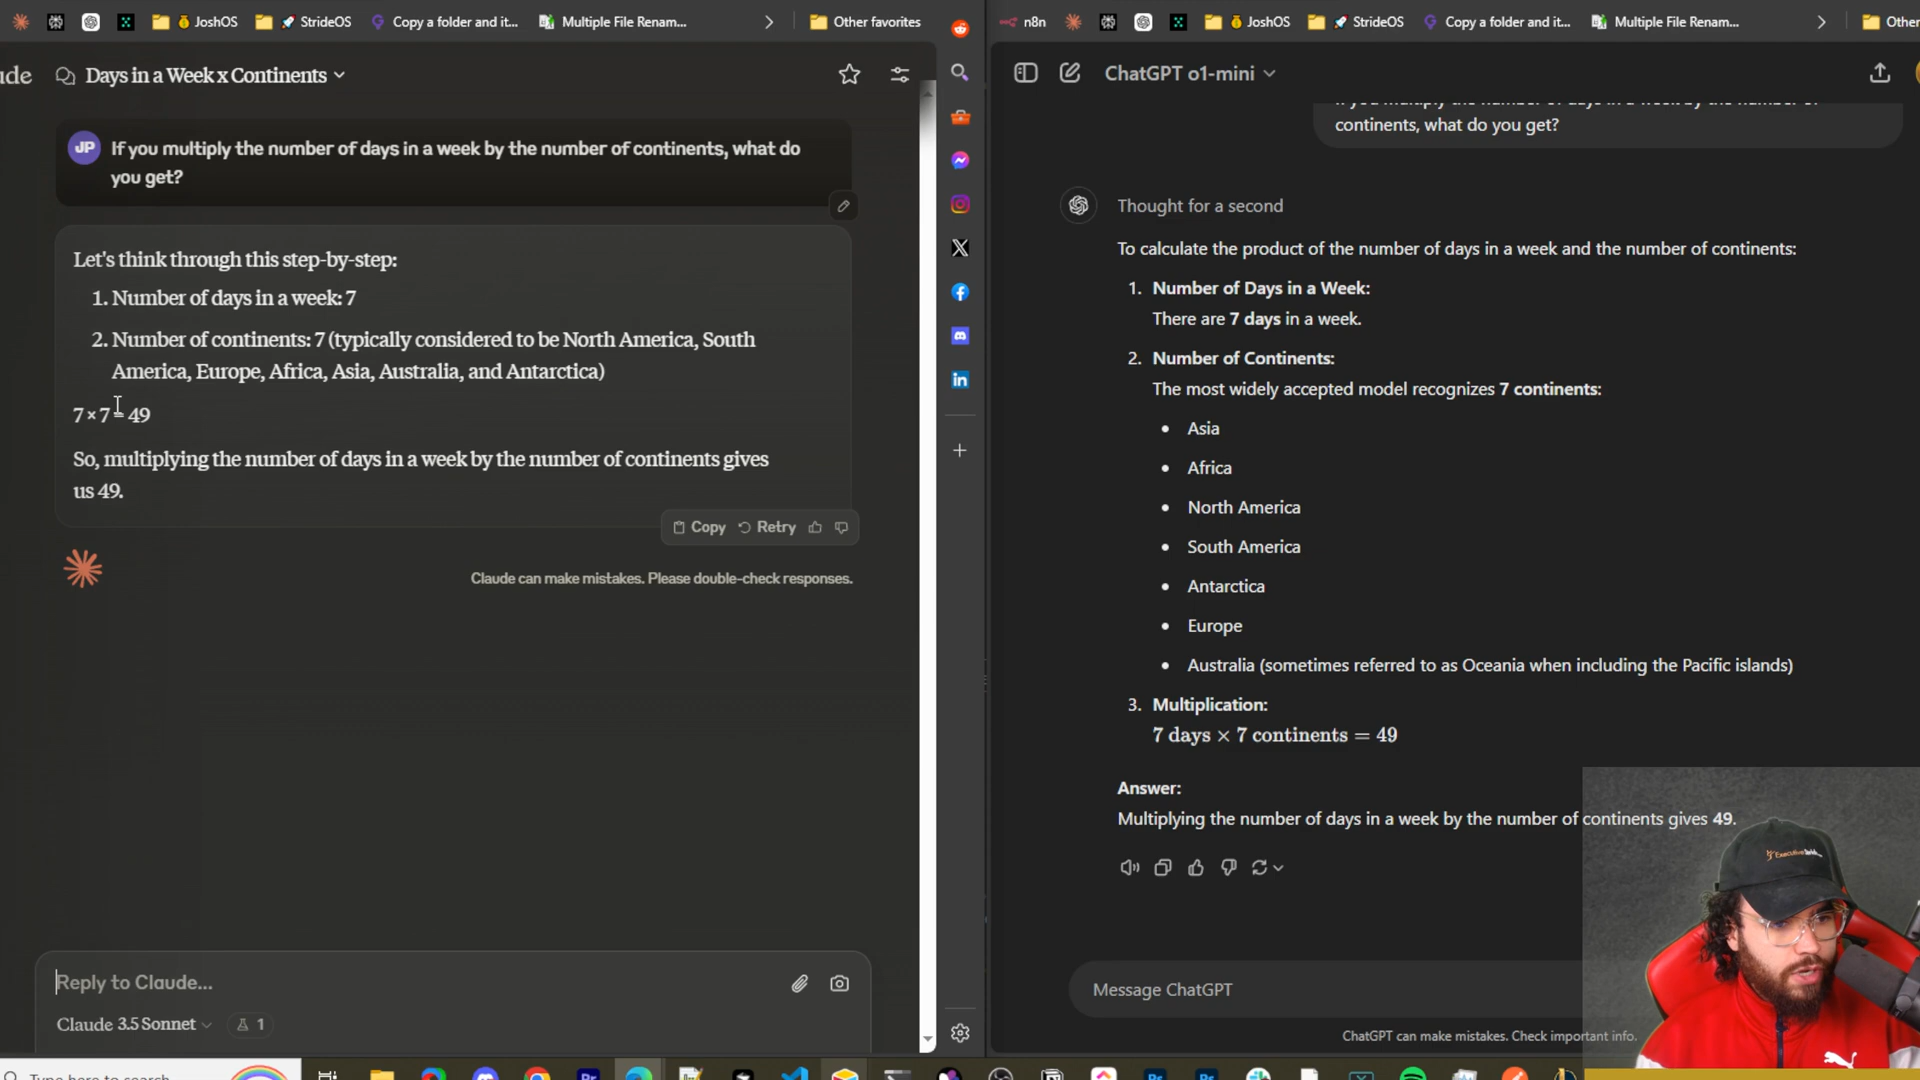 JoshOS
StrideOS
Copy a folder and it...
Multiple File Renam...
Other favorites
n8n
JoshOS
StrideOS
Copy a folder and it...
Multiple File Renam...
Other
Days in a Week x Continents
JP
If you multiply the number of days in a week by the number of continents, what do
you get?
Let's think through this step-by-step:
1. Number of days in a week: 7
2. Number of continents: 7 (typically considered to be North America, South
America, Europe, Africa, Asia, Australia, and Antarctica)
7 × 7 = 49
So, multiplying the number of days in a week by the number of continents gives
us 49.
Copy
Retry
Claude can make mistakes. Please double-check responses.
Reply to Claude...
Claude 3.5 Sonnet
1
ChatGPT o1-mini
continents, what do you get?
Thought for a second
To calculate the product of the number of days in a week and the number of continents:
1. Number of Days in a Week:
There are 7 days in a week.
2. Number of Continents:
The most widely accepted model recognizes 7 continents:
• Asia
• Africa
• North America
• South America
• Antarctica
• Europe
• Australia (sometimes referred to as Oceania when including the Pacific islands)
3. Multiplication:
7 days × 7 continents = 49
Answer:
Multiplying the number of days in a week by the number of continents gives 49.
Message ChatGPT
ChatGPT can make mistakes. Check important info.
Type here to search